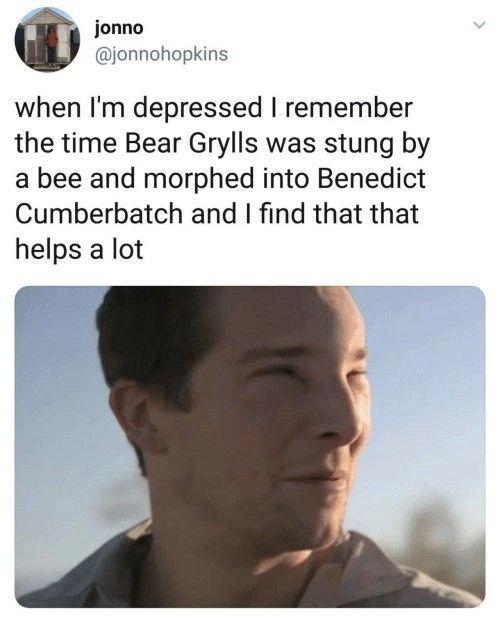 jonno
@jonnohopkins
when I'm depressed I remember
the time Bear Grylls was stung by
a bee and morphed into Benedict
Cumberbatch and I find that that
helps a lot